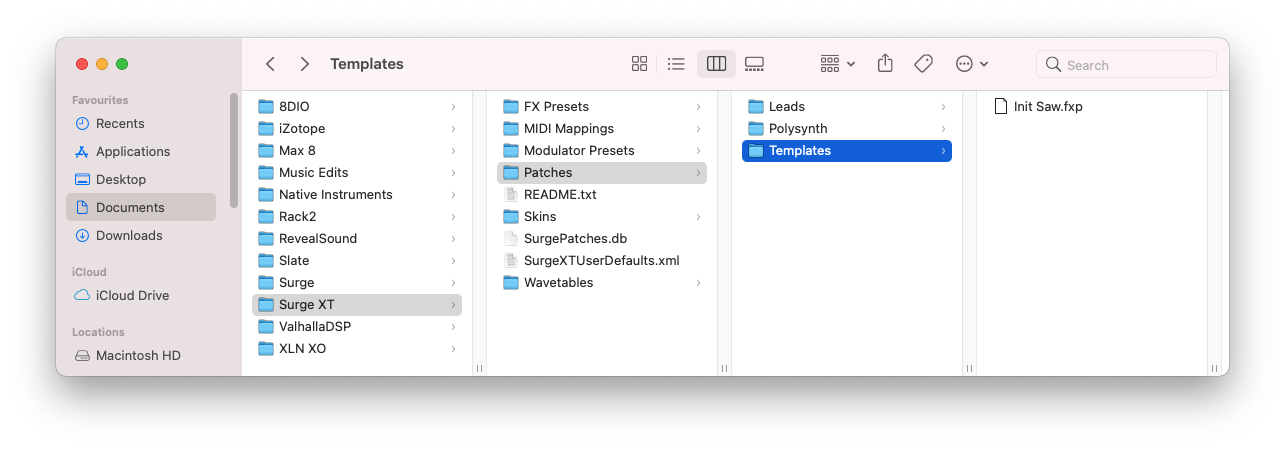 Templates
Search
Favourites
Recents
Applications
Desktop
Documents
Downloads
iCloud
iCloud Drive
Locations
Macintosh HD
8DIO
iZotope
Max 8
Music Edits
Native Instruments
Rack2
RevealSound
Slate
Surge
Surge XT
ValhallaDSP
XLN XO
FX Presets
MIDI Mappings
Modulator Presets
Patches
README.txt
Skins
SurgePatches.db
SurgeXTUserDefaults.xml
Wavetables
Leads
Polysynth
Templates
Init Saw.fxp